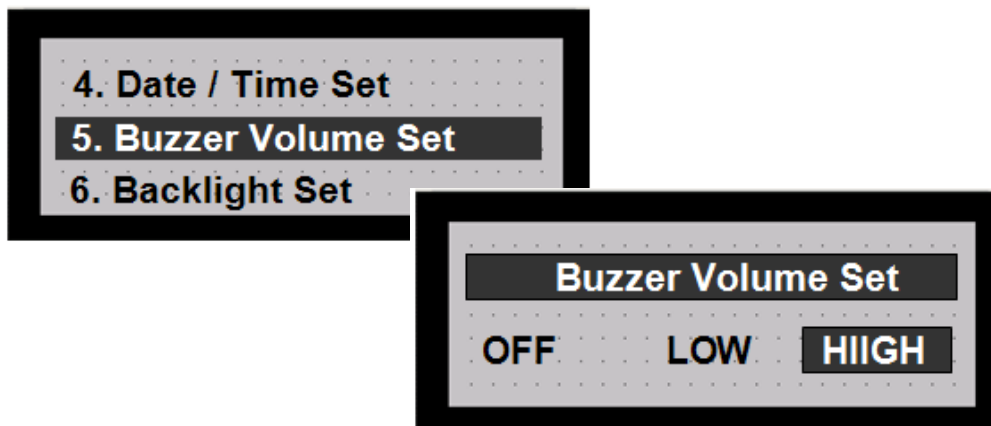 4. Date / Time Set
5. Buzzer Volume Set
6. Backlight Set
Buzzer Volume Set
OFF LOW HIIGH